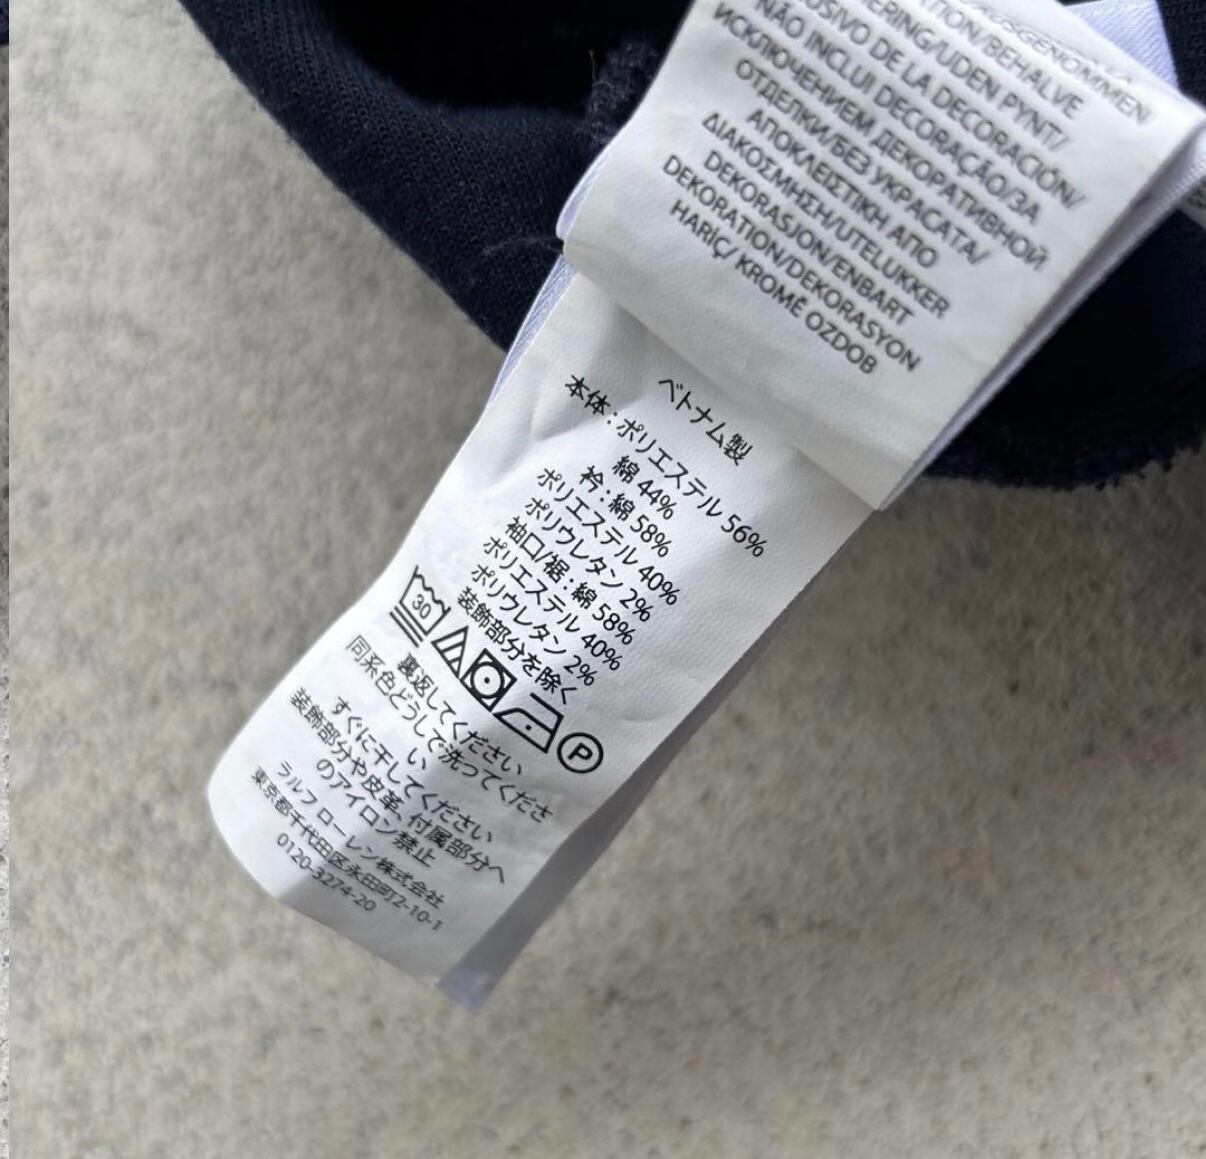 AUSGENOMMEN
TION/BEHALVE
ERING/UDEN PYNT/
USIVO DE LA DECORACIÓN/
NÃO INCLUI DECORAÇÃO/ЗА
ИСКЛЮЧЕНИЕМ ДЕКОРАТИВНОЙ
ОТДЕЛКИ/БЕЗ УКРАСАТА/
ΑΠΟΚΛΕΙΣΤΙΚΗ ΑΠΟ
ΔΙΑΚΟΣΜΗΣΗ/UTELUKKER
DEKORASJON/ENBART
DEKORATION/DEKORASYON
HARİÇ/ KROMĚ OZDOB
ベトナム製
本体:ポリエステル 56%
綿 44%
衿:綿 58%
ポリエステル 40%
ポリウレタン 2%
袖口/裾:綿 58%
ポリエステル 40%
ポリウレタン 2%
装飾部分を除く
30 P
裏返してください
同系色どうしで洗ってくださ
い
すぐに干してください
装飾部分や皮革、付属部分へ
のアイロン禁止
ラルフ ローレン株式会社
東京都千代田区永田町2-10-1
0120-3274-20